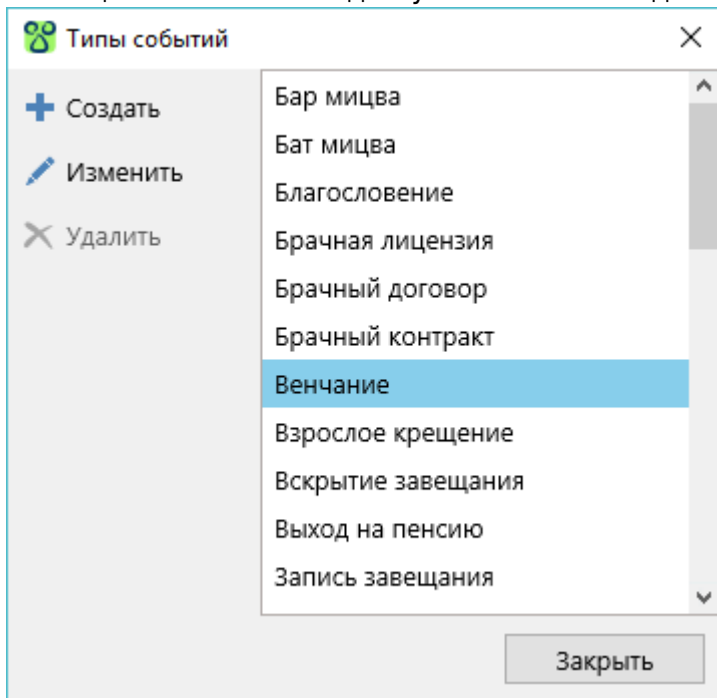 Типы событий
Создать
Изменить
Удалить
Бар мицва
Бат мицва
Благословение
Брачная лицензия
Брачный договор
Брачный контракт
Венчание
Взрослое крещение
Вскрытие завещания
Выход на пенсию
Запись завещания
Закрыть